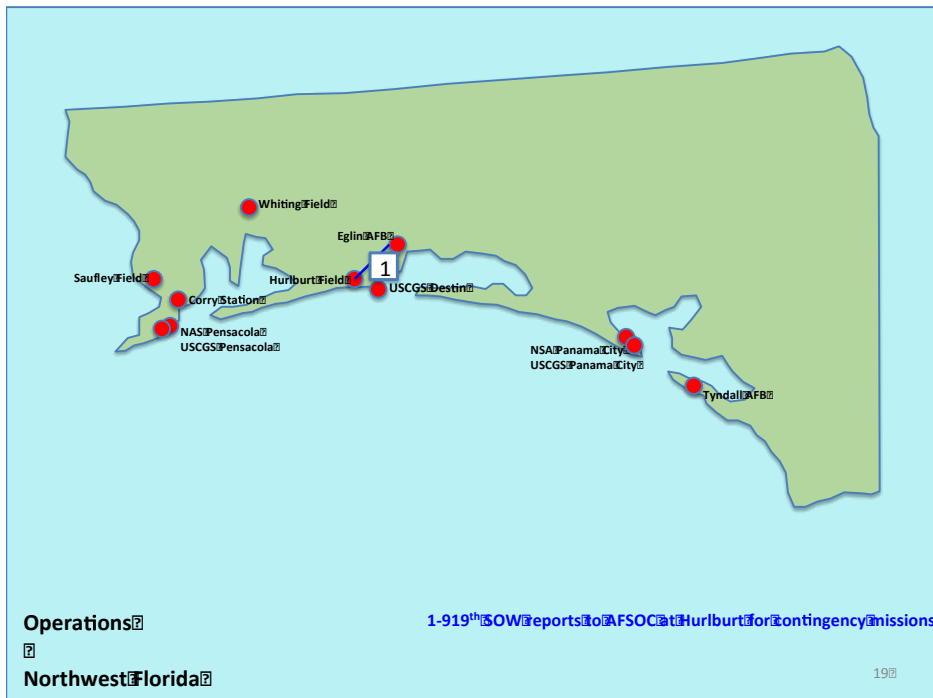 Whiting Field
Eglin AFB
1
Saufley Field
Hurlburt Field
USCGS Destin
Corry Station
NAS Pensacola
USCGS Pensacola
NSA Panama City
USCGS Panama City
Tyndall AFB
Operations
Northwest Florida
1-919th SOW reports to AFSOC at Hurlburt for contingency missions
19